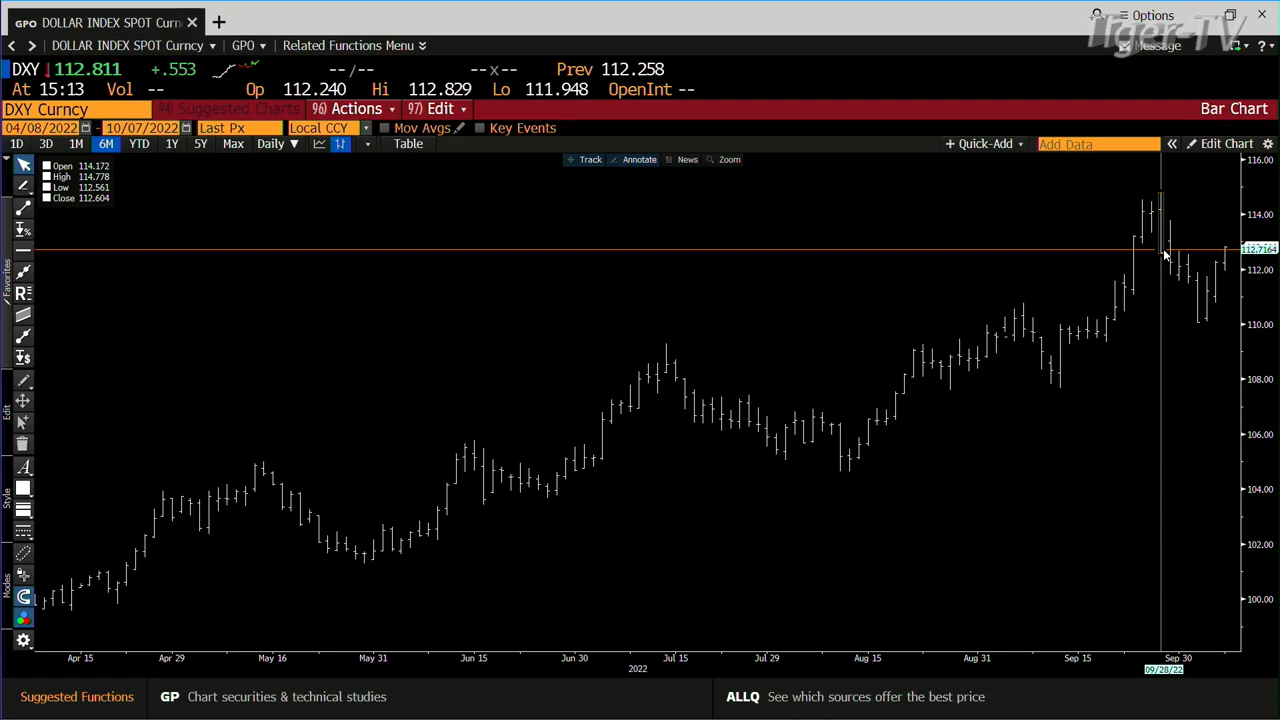 GPO DOLLAR INDEX SPOT Curn × +
Options
Tiger-TV
DOLLAR INDEX SPOT Curncy GPO Related Functions Menu Message ?
DXY 112.811 +.553 --/-- --x-- Prev 112.258
At 15:13 Vol -- Op 112.240 Hi 112.829 Lo 111.948 OpenInt --
DXY Curncy 94) Suggested Charts 96) Actions 97) Edit Bar Chart
04/08/2022 - 10/07/2022 Last Px Local CCY Mov Avgs Key Events
1D 3D 1M 6M YTD 1Y 5Y Max Daily ▼ Table + Quick-Add Add Data « Edit Chart
Track Annotate News Zoom
Open 114.172
High 114.778
Low 112.561
Close 112.604
116.00
114.00
112.7164
112.00
110.00
108.00
106.00
104.00
102.00
100.00
Favorites
Edit
Style
Modes
Apr 15 Apr 29 May 16 May 31 Jun 15 Jun 30 Jul 15 Jul 29 Aug 15 Aug 31 Sep 15 Sep 30
2022
09/28/22
Suggested Functions GP Chart securities & technical studies ALLQ See which sources offer the best price